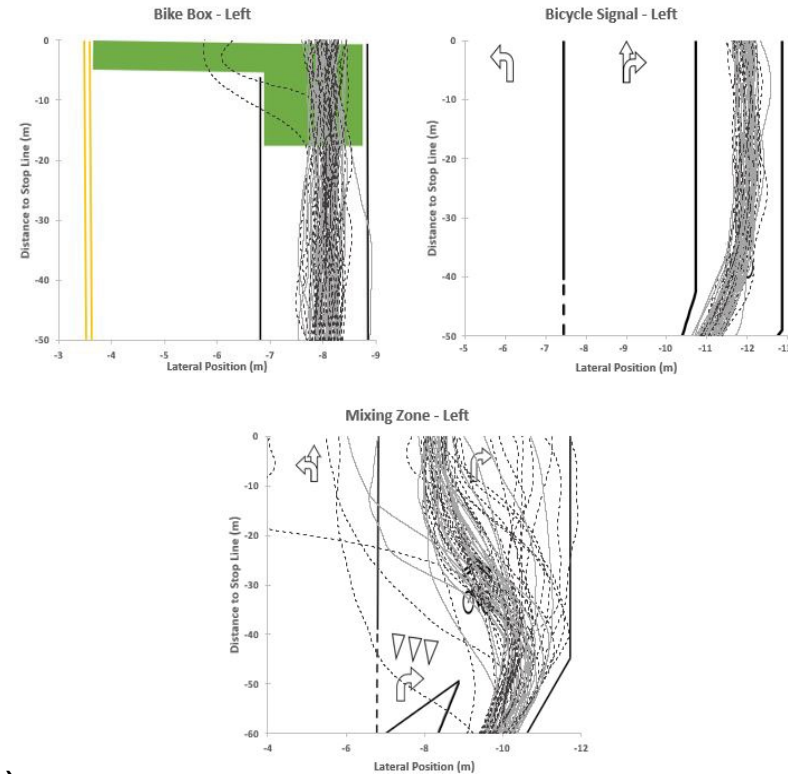 Bike Box - Left
0
-10
-20
-30
-40
-50
Distance to Stop Line (m)
-3 -4 -5 -6 -7 -8 -9
Lateral Position (m)
Bicycle Signal - Left
0
-10
-20
-30
-40
-50
Distance to Stop Line (m)
-5 -6 -7 -8 -9 -10 -11 -12 -13
Lateral Position (m)
Mixing Zone - Left
0
-10
-20
-30
-40
-50
-60
Distance to Stop Line (m)
-4 -6 -8 -10 -12
Lateral Position (m)